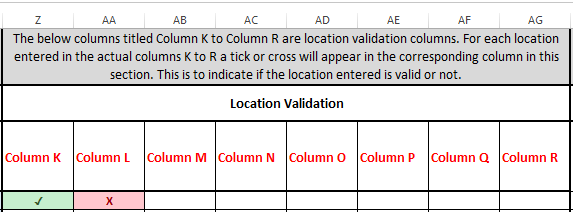 Z AA AB AC AD AE AF AG
The below columns titled Column K to Column R are location validation columns. For each location
entered in the actual columns K to R a tick or cross will appear in the corresponding column in this
section. This is to indicate if the location entered is valid or not.
Location Validation
Column K Column L Column M Column N Column O Column P Column Q Column R
✓ X